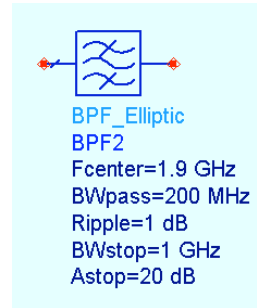 BPF_Elliptic
BPF2
Fcenter=1.9 GHz
BWpass=200 MHz
Ripple=1 dB
BWstop=1 GHz
Astop=20 dB